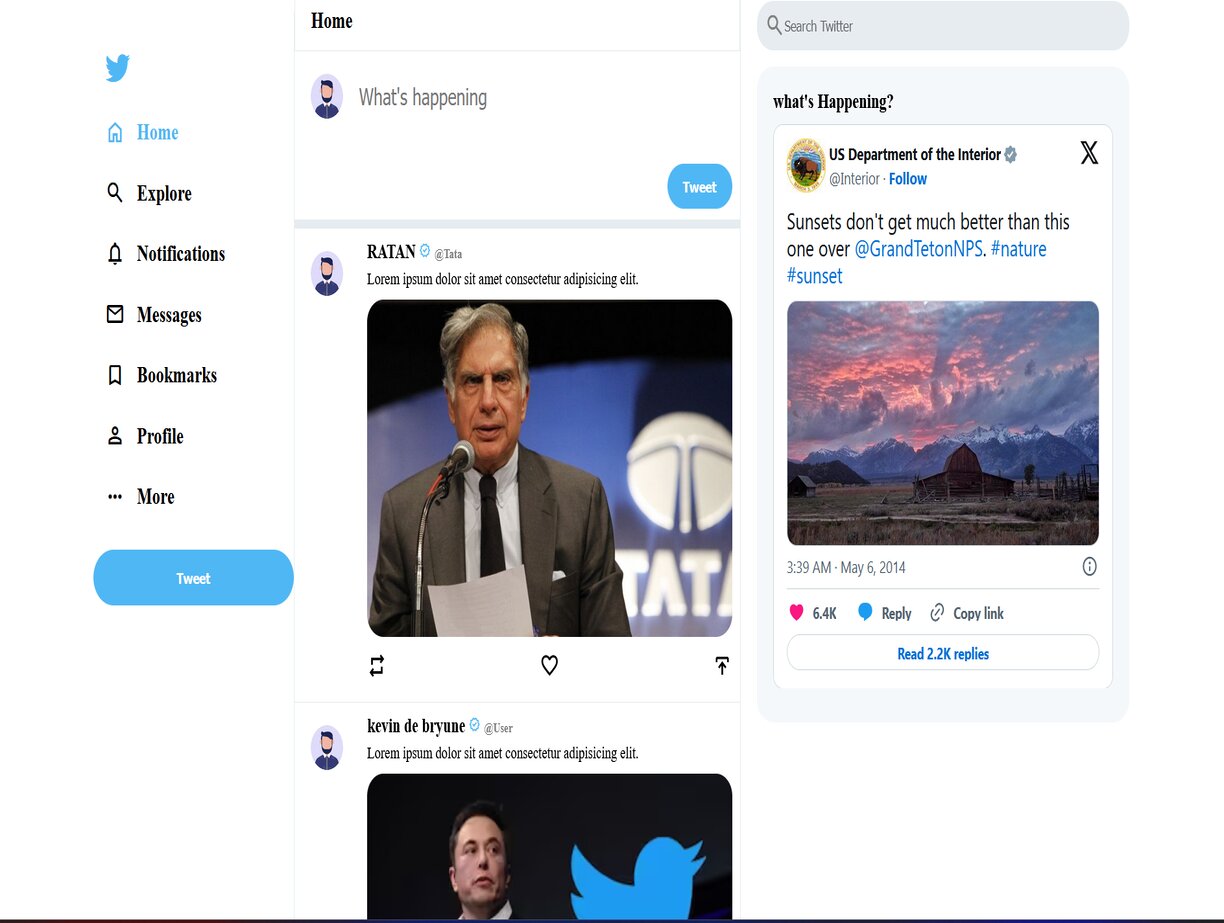 Home
Explore
Notifications
Messages
Bookmarks
Profile
More
Tweet
Home
What's happening
Tweet
RATAN @Tata
Lorem ipsum dolor sit amet consectetur adipisicing elit.
TATA
kevin de bryune @User
Lorem ipsum dolor sit amet consectetur adipisicing elit.
Search Twitter
what's Happening?
US Department of the Interior
@Interior · Follow
Sunsets don't get much better than this
one over @GrandTetonNPS. #nature
#sunset
3:39 AM · May 6, 2014
6.4K Reply Copy link
Read 2.2K replies